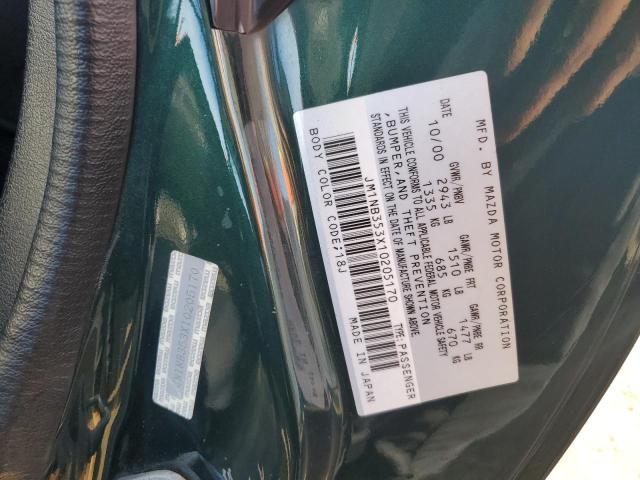 MFD. BY MAZDA MOTOR CORPORATION
DATE GVWR/PNBV GAWR/PNBE FRT GAWR/PNBE RR
10/00 2943 LB 1510 LB 1477 LB
1335 KG 685 KG 670 KG
THIS VEHICLE CONFORMS TO ALL APPLICABLE FEDERAL MOTOR VEHICLE SAFETY
, BUMPER, AND THEFT PREVENTION
STANDARDS IN EFFECT ON THE DATE OF MANUFACTURE SHOWN ABOVE.
JM1NB353X10205170 TYPE: PASSENGER
BODY COLOR CODE;18J MADE IN JAPAN